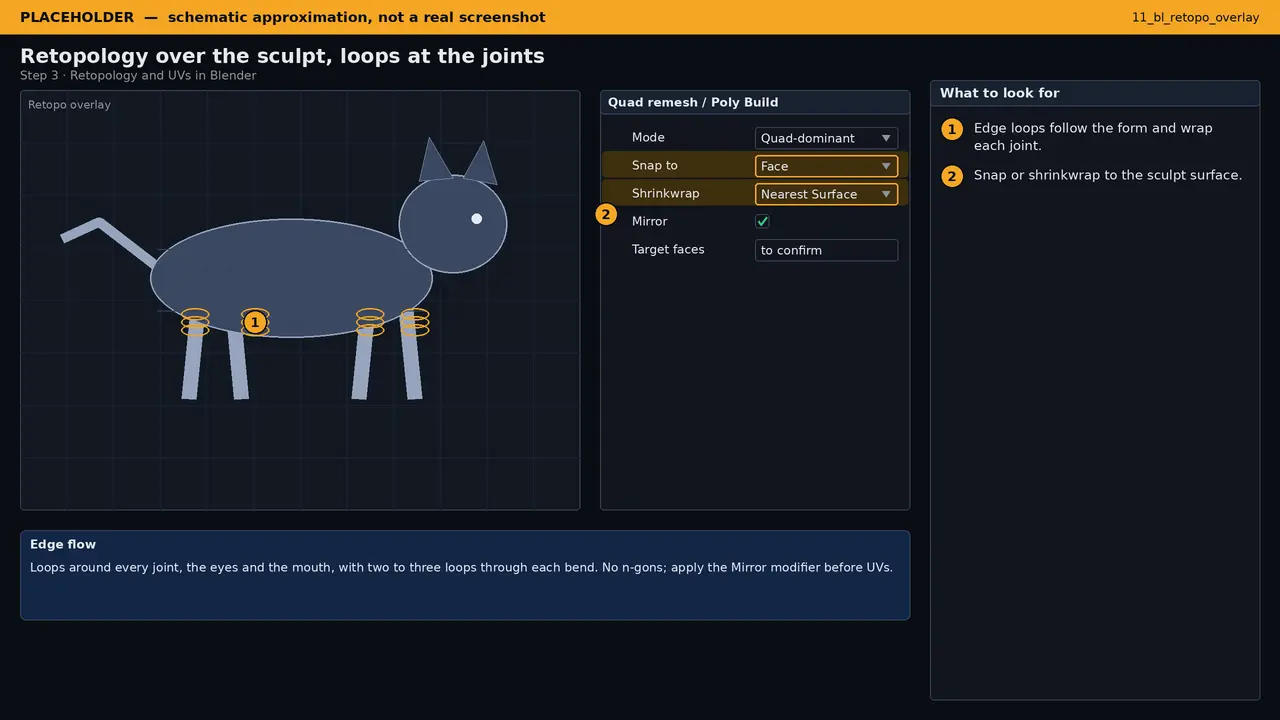 PLACEHOLDER — schematic approximation, not a real screenshot
11_bl_retopo_overlay
Retopology over the sculpt, loops at the joints
Step 3 · Retopology and UVs in Blender
Retopo overlay
1
Quad remesh / Poly Build
Mode Quad-dominant
Snap to Face
Shrinkwrap Nearest Surface
2
Mirror
Target faces to confirm
What to look for
1 Edge loops follow the form and wrap
each joint.
2 Snap or shrinkwrap to the sculpt surface.
Edge flow
Loops around every joint, the eyes and the mouth, with two to three loops through each bend. No n-gons; apply the Mirror modifier before UVs.